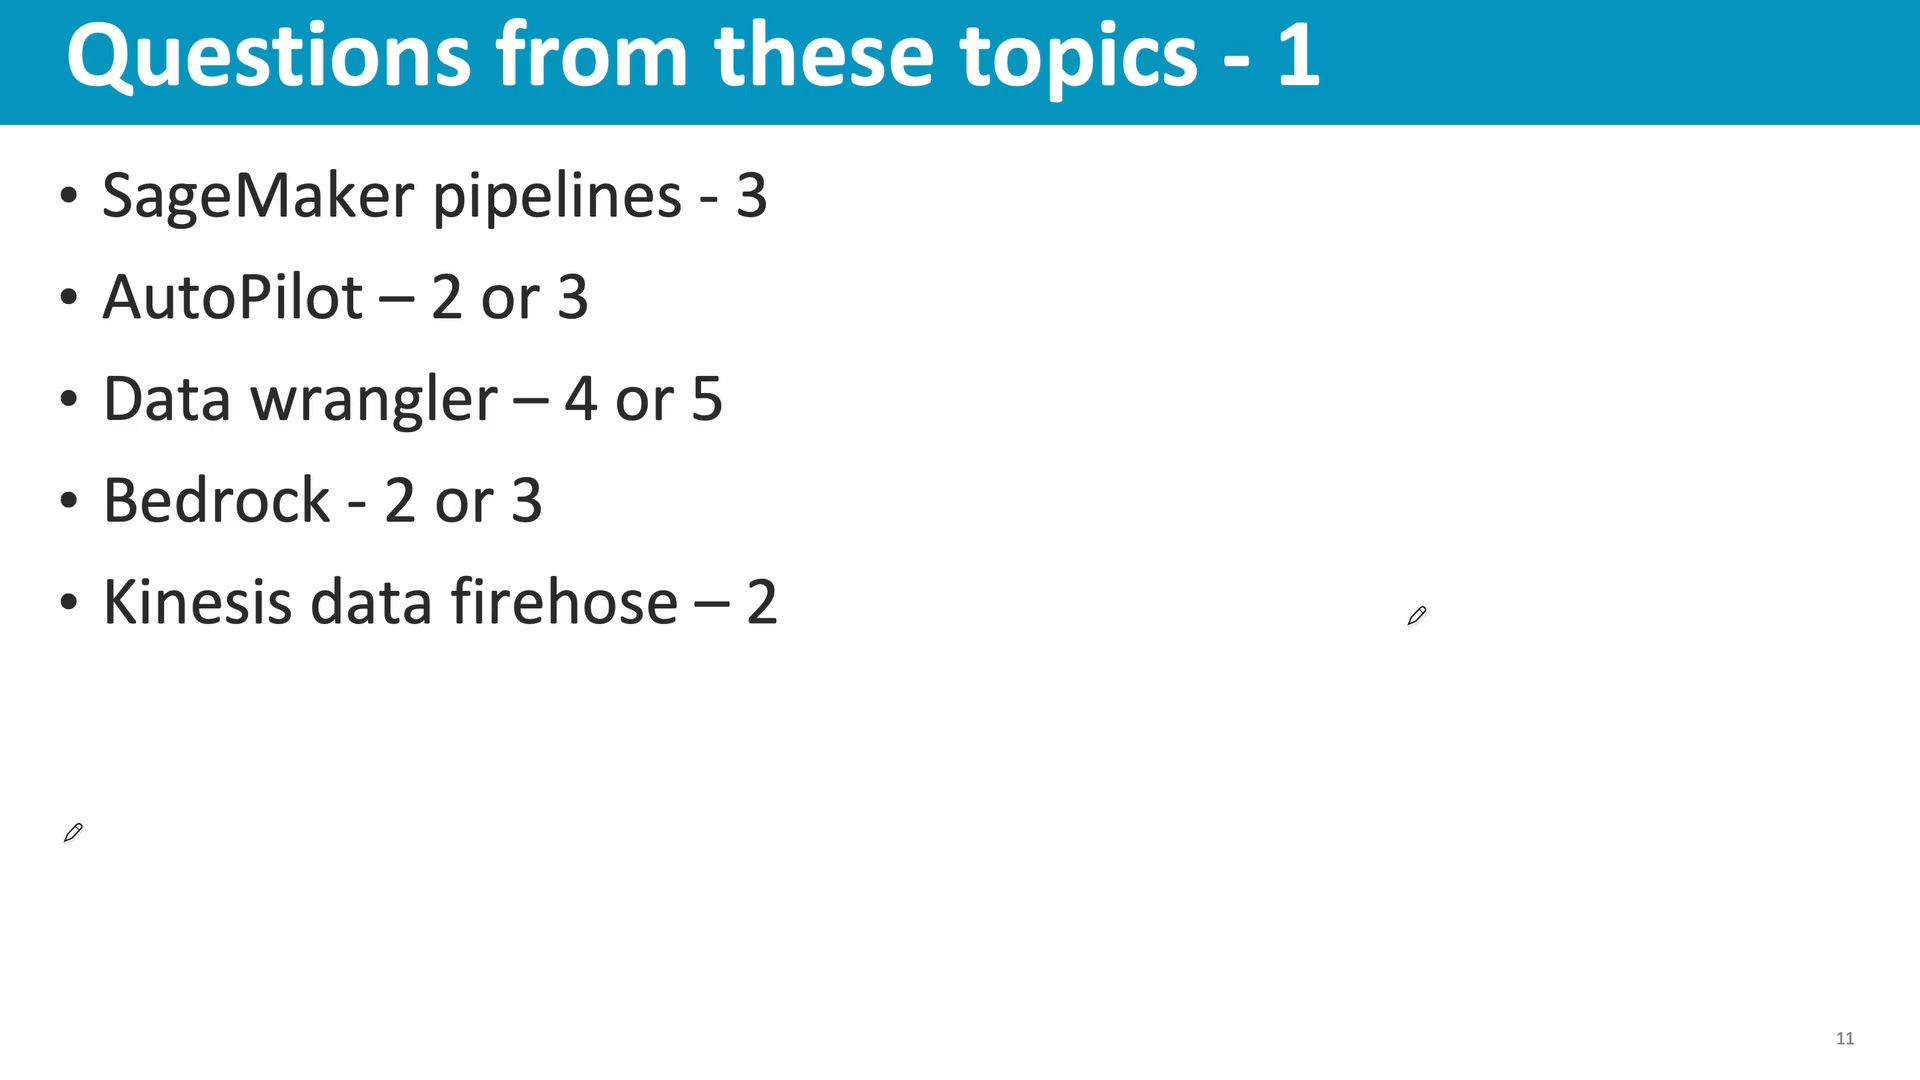 Questions from these topics - 1
• SageMaker pipelines - 3
• AutoPilot – 2 or 3
• Data wrangler – 4 or 5
• Bedrock - 2 or 3
• Kinesis data firehose – 2
11